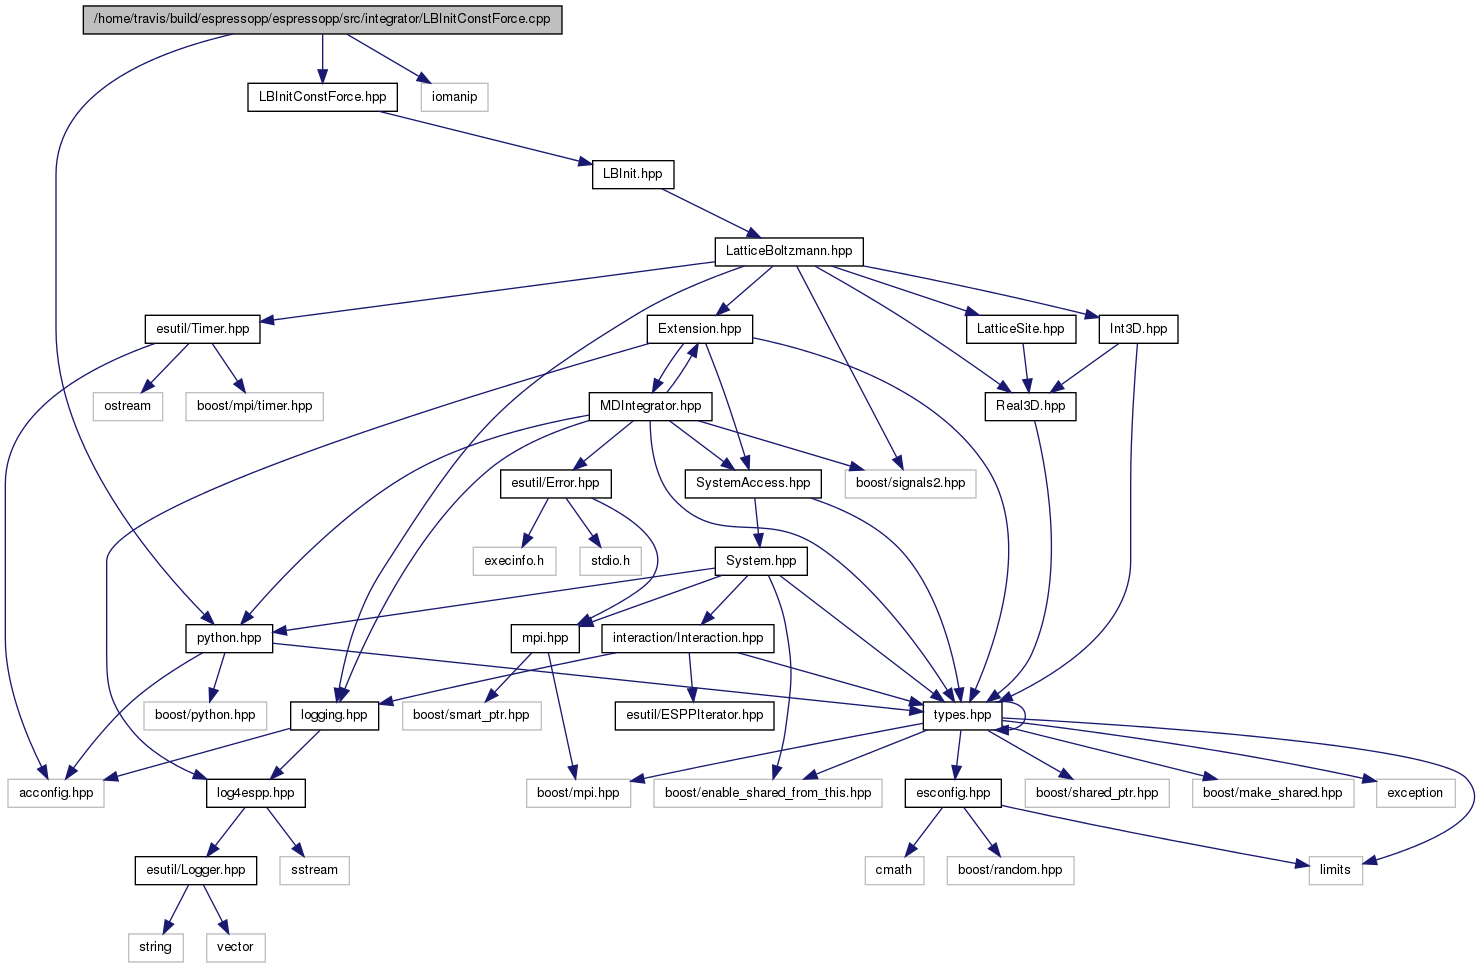 /home/travis/build/espressopp/espressopp/src/integrator/LBInitConstForce.cpp
LBInitConstForce.hpp
iomanip
LBInit.hpp
LatticeBoltzmann.hpp
esutil/Timer.hpp
Extension.hpp
LatticeSite.hpp
Int3D.hpp
ostream
boost/mpi/timer.hpp
MDIntegrator.hpp
Real3D.hpp
esutil/Error.hpp
SystemAccess.hpp
boost/signals2.hpp
execinfo.h
stdio.h
System.hpp
python.hpp
mpi.hpp
interaction/Interaction.hpp
boost/python.hpp
logging.hpp
boost/smart_ptr.hpp
esutil/ESPPIterator.hpp
types.hpp
acconfig.hpp
log4espp.hpp
boost/mpi.hpp
boost/enable_shared_from_this.hpp
esconfig.hpp
boost/shared_ptr.hpp
boost/make_shared.hpp
exception
esutil/Logger.hpp
sstream
cmath
boost/random.hpp
limits
string
vector